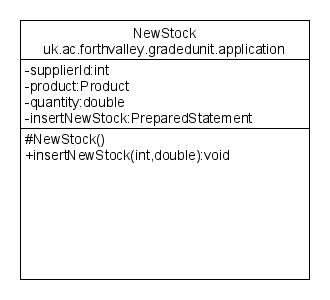 NewStock
uk.ac.forthvalley.gradedunit.application
-supplierId:int
-product:Product
-quantity:double
-insertNewStock:PreparedStatement
#NewStock()
+insertNewStock(int,double):void